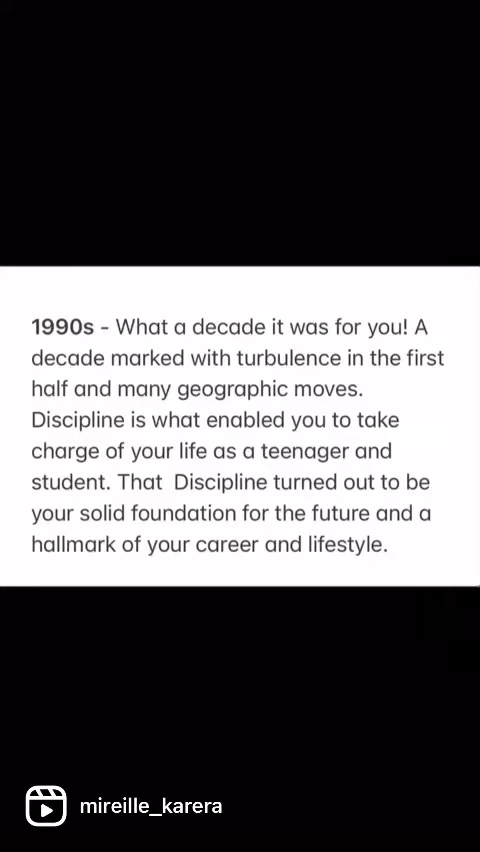 1990s - What a decade it was for you! A
decade marked with turbulence in the first
half and many geographic moves.
Discipline is what enabled you to take
charge of your life as a teenager and
student. That  Discipline turned out to be
your solid foundation for the future and a
hallmark of your career and lifestyle.
mireille_karera